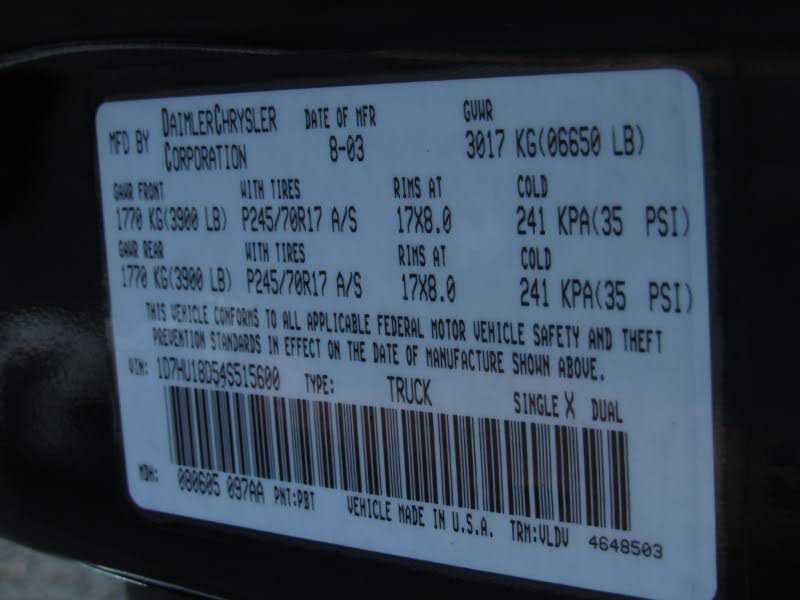 MFD BY DAIMLERCHRYSLER CORPORATION DATE OF MFR 8-03 GVWR 3017 KG(06650 LB)
GAWR FRONT WITH TIRES RIMS AT COLD
1770 KG(3900 LB) P245/70R17 A/S 17X8.0 241 KPA(35 PSI)
GAWR REAR WITH TIRES RIMS AT COLD
1770 KG(3900 LB) P245/70R17 A/S 17X8.0 241 KPA(35 PSI)
THIS VEHICLE CONFORMS TO ALL APPLICABLE FEDERAL MOTOR VEHICLE SAFETY AND THEFT
PREVENTION STANDARDS IN EFFECT ON THE DATE OF MANUFACTURE SHOWN ABOVE.
VIN: 1D7HU18D54S515600 TYPE: TRUCK SINGLE X DUAL
MDH: 080605 097AA PNT:PBT VEHICLE MADE IN U.S.A. TRM:VLDV 4648503